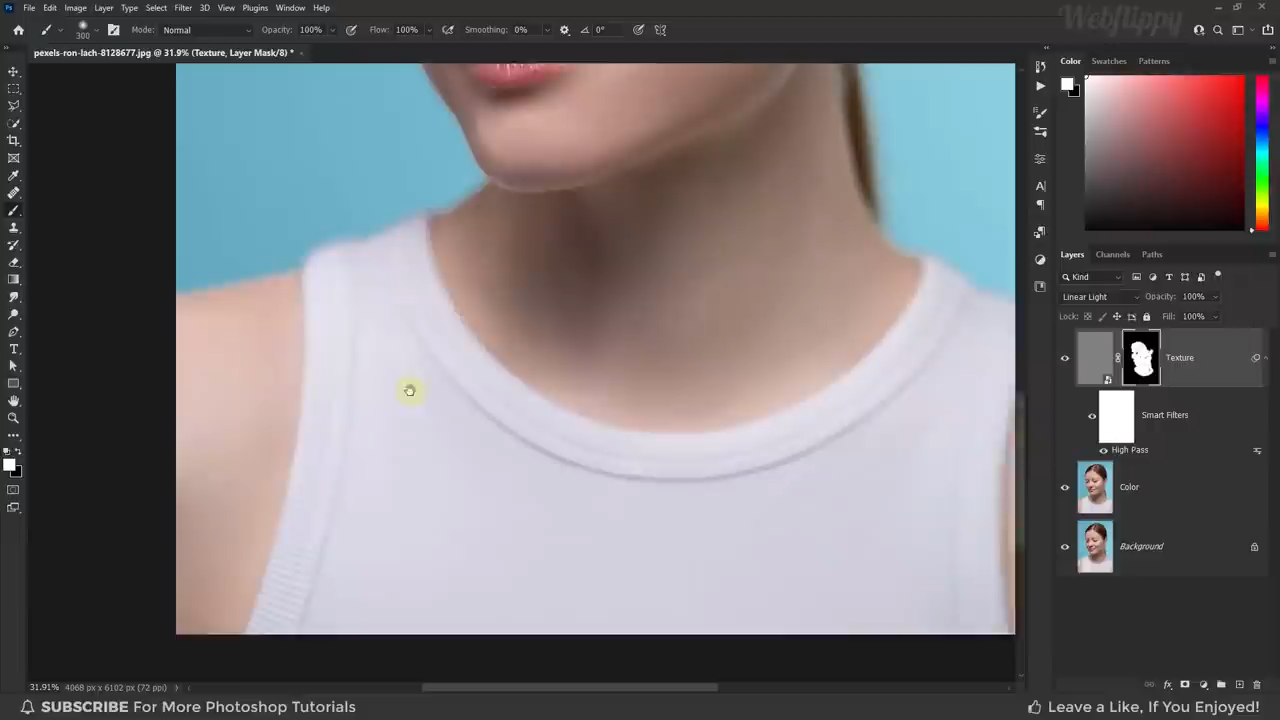 Webflippy
Ps File Edit Image Layer Type Select Filter 3D View Plugins Window Help
300 Mode: Normal Opacity: 100% Flow: 100% Smoothing: 0% 0°
pexels-ron-lach-8128677.jpg @ 31.9% (Texture, Layer Mask/8) *
Color Swatches Patterns
Layers Channels Paths
Kind
Linear Light Opacity: 100%
Lock: Fill: 100%
Texture
Smart Filters
High Pass
Color
Background
31.91% 4068 px x 6102 px (72 ppi)
SUBSCRIBE For More Photoshop Tutorials
Leave a Like, If You Enjoyed!